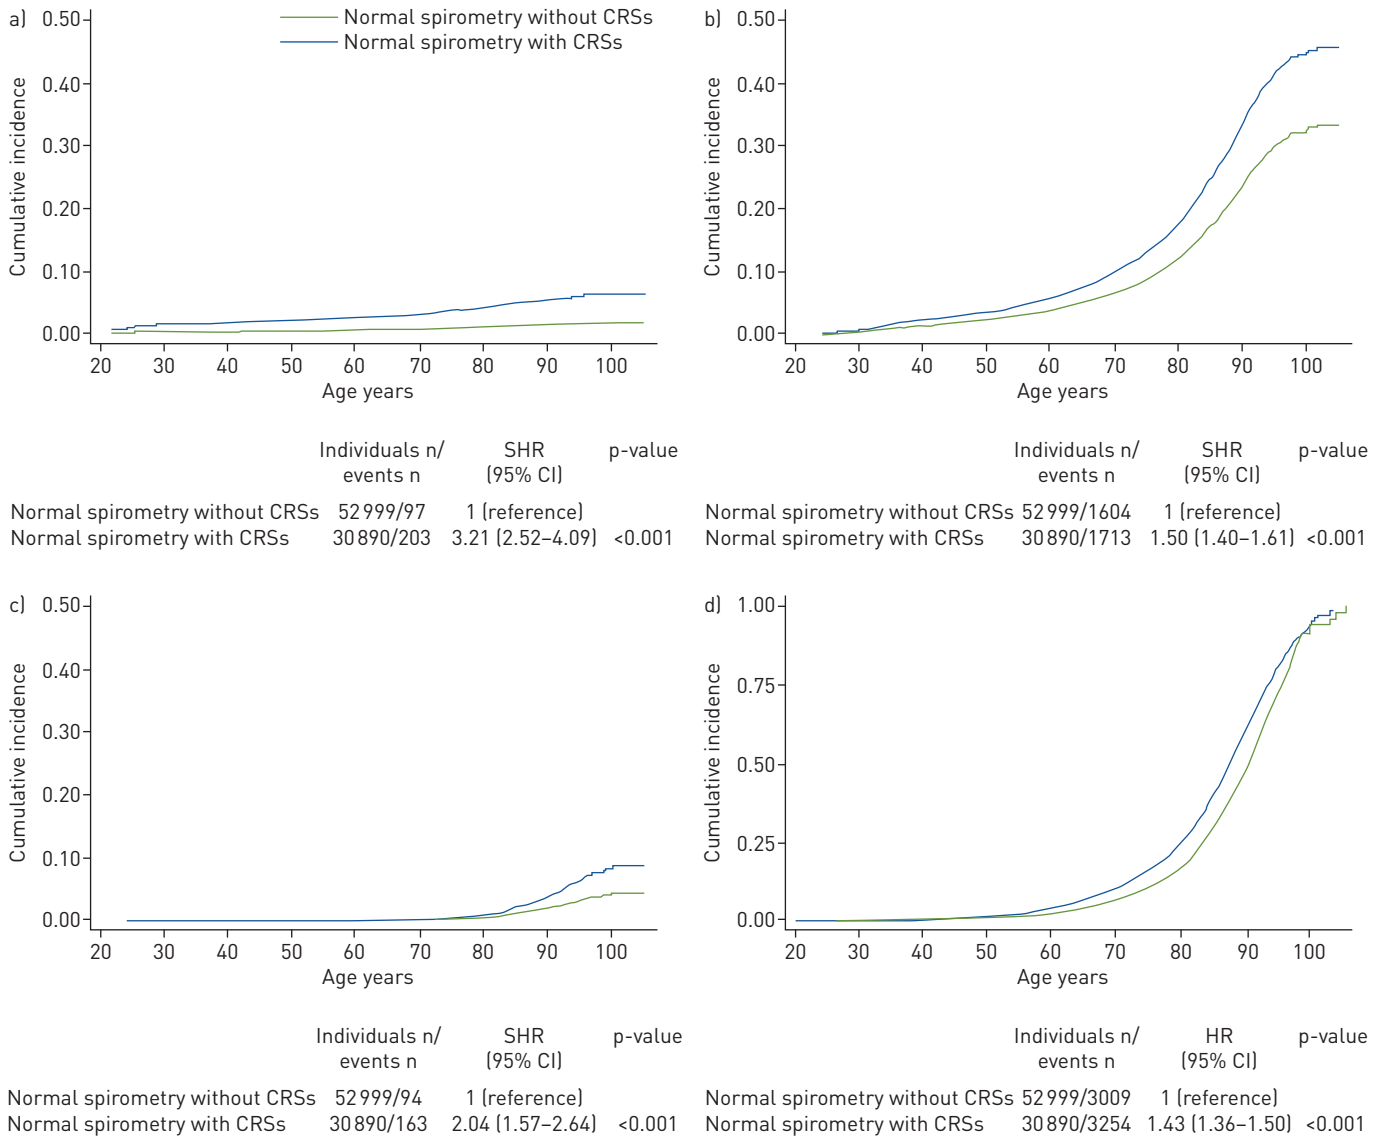 a)
Normal spirometry without CRSs
Normal spirometry with CRSs
0.50
0.40
0.30
0.20
0.10
0.00
Cumulative incidence
20 30 40 50 60 70 80 90 100
Age years
Individuals n/ SHR p-value
events n (95% CI)
Normal spirometry without CRSs 52 999/97 1 (reference)
Normal spirometry with CRSs 30 890/203 3.21 (2.52–4.09) <0.001
b)
0.50
0.40
0.30
0.20
0.10
0.00
Cumulative incidence
20 30 40 50 60 70 80 90 100
Age years
Individuals n/ SHR p-value
events n (95% CI)
Normal spirometry without CRSs 52 999/1604 1 (reference)
Normal spirometry with CRSs 30 890/1713 1.50 (1.40–1.61) <0.001
c)
0.50
0.40
0.30
0.20
0.10
0.00
Cumulative incidence
20 30 40 50 60 70 80 90 100
Age years
Individuals n/ SHR p-value
events n (95% CI)
Normal spirometry without CRSs 52 999/94 1 (reference)
Normal spirometry with CRSs 30 890/163 2.04 (1.57–2.64) <0.001
d)
1.00
0.75
0.50
0.25
0.00
Cumulative incidence
20 30 40 50 60 70 80 90 100
Age years
Individuals n/ HR p-value
events n (95% CI)
Normal spirometry without CRSs 52 999/3009 1 (reference)
Normal spirometry with CRSs 30 890/3254 1.43 (1.36–1.50) <0.001